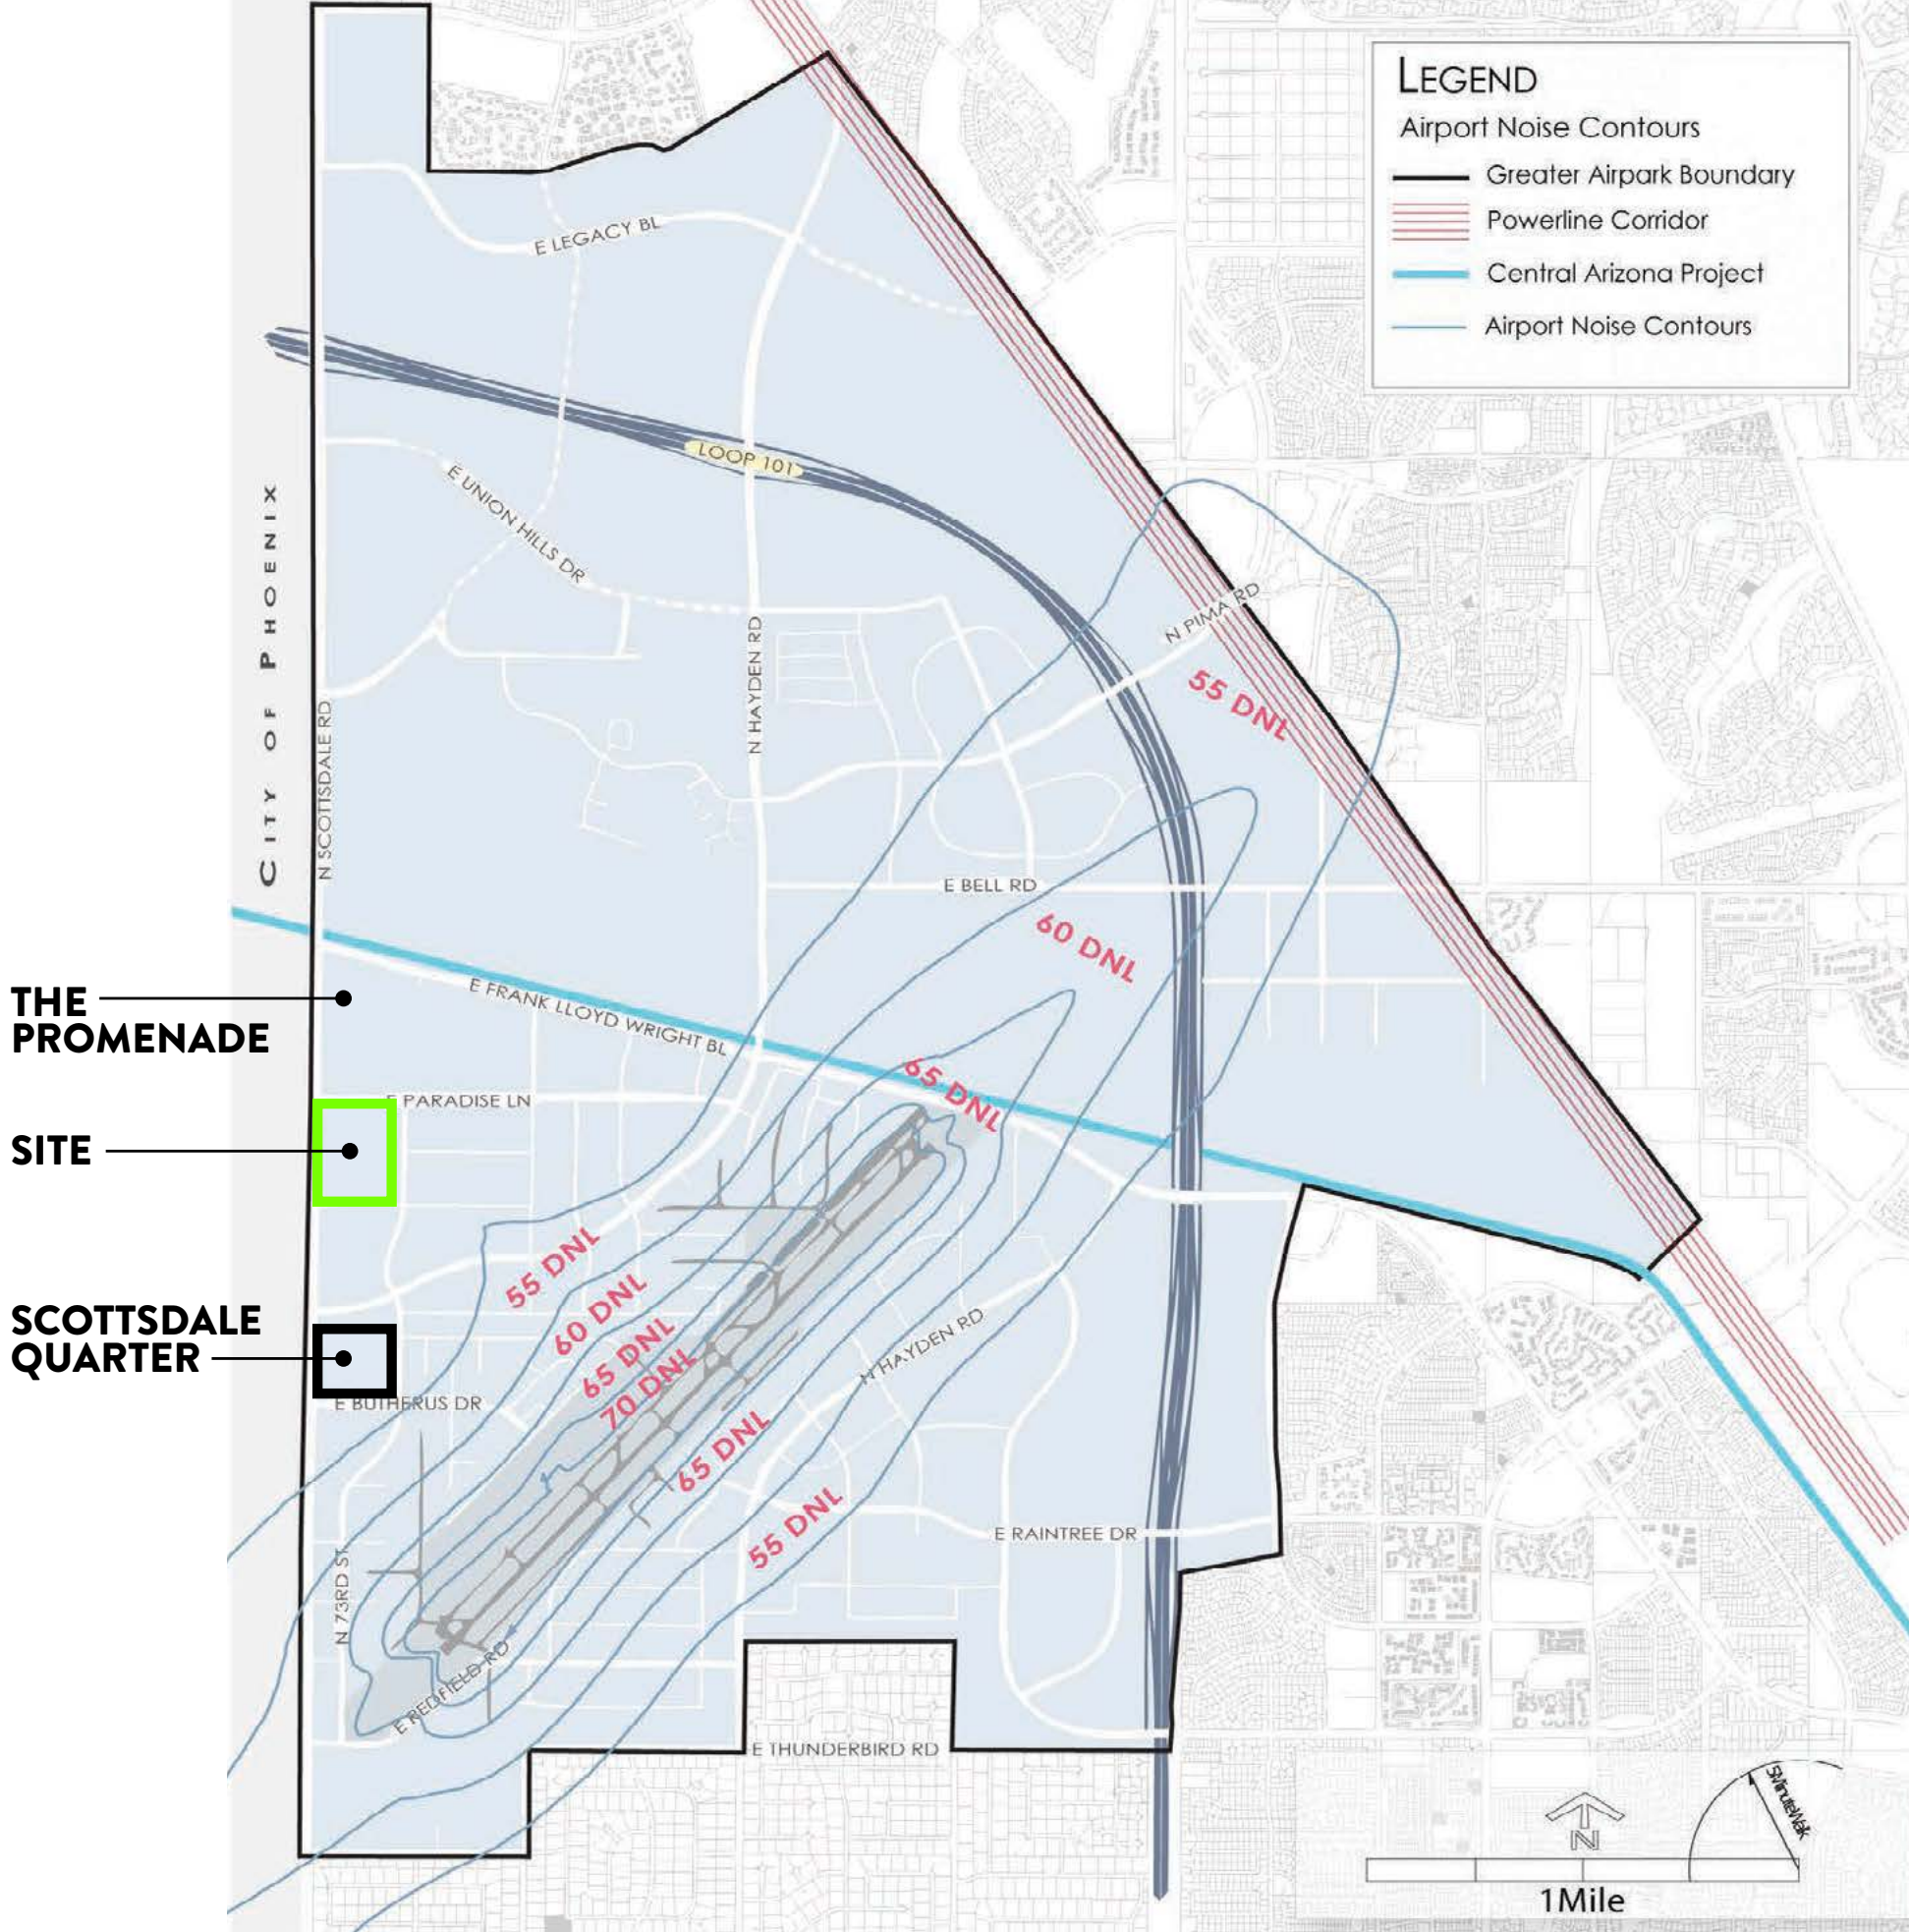 LEGEND
Airport Noise Contours
Greater Airpark Boundary
Powerline Corridor
Central Arizona Project
Airport Noise Contours
E LEGACY BL
LOOP 101
E UNION HILLS DR
CITY OF PHOENIX
N SCOTTSDALE RD
N HAYDEN RD
N PIMA RD
55 DNL
E BELL RD
60 DNL
THE
PROMENADE
E FRANK LLOYD WRIGHT BL
65 DNL
E PARADISE LN
SITE
55 DNL
60 DNL
65 DNL
70 DNL
SCOTTSDALE
QUARTER
E BUTHERUS DR
N HAYDEN RD
65 DNL
55 DNL
E RAINTREE DR
N 73RD ST
E REDFIELD RD
E THUNDERBIRD RD
5MinuteWalk
N
1Mile